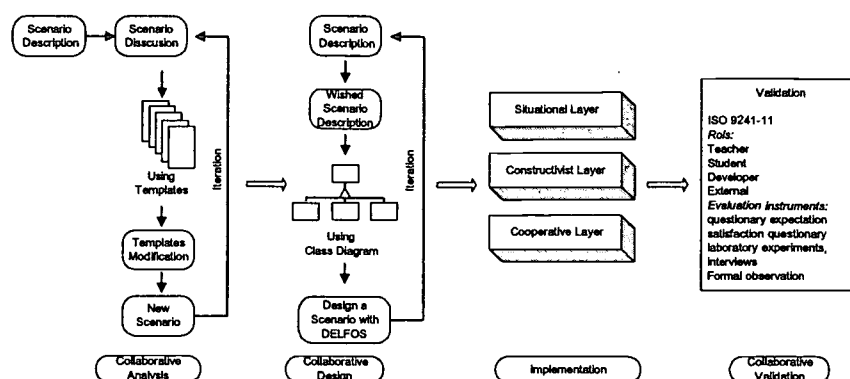 Scenario
Description
Scenario
Disscusion
Using
Templates
Templates
Modification
New
Scenario
Iteration
Collaborative
Analysis
Scenario
Description
Wished
Scenario
Description
Using
Class Diagram
Design a
Scenario with
DELFOS
Iteration
Collaborative
Design
Situational Layer
Constructivist Layer
Cooperative Layer
Implementation
Validation
ISO 9241-11
Rols:
Teacher
Student
Developer
External
Evaluation instruments:
questionary expectation
satisfaction questionary
laboratory experiments,
interviews
Formal observation
Collaborative
Validation